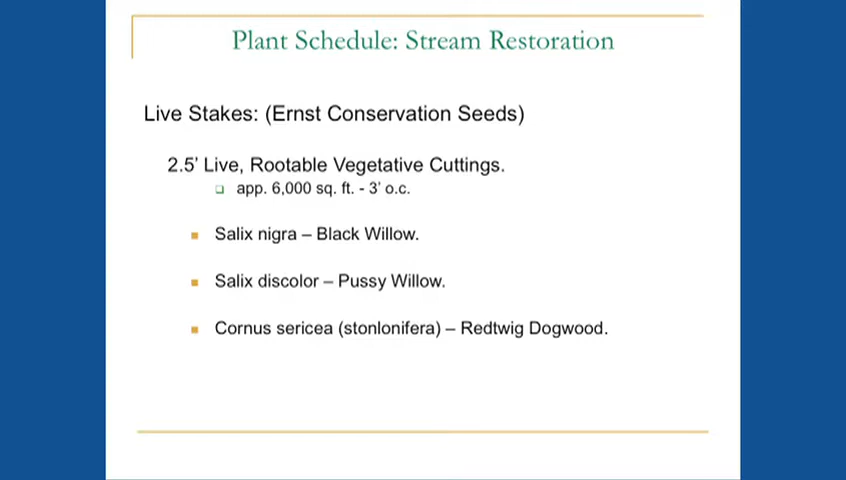 Plant Schedule: Stream Restoration
Live Stakes: (Ernst Conservation Seeds)
2.5' Live, Rootable Vegetative Cuttings.
app. 6,000 sq. ft. - 3' o.c.
Salix nigra – Black Willow.
Salix discolor – Pussy Willow.
Cornus sericea (stonlonifera) – Redtwig Dogwood.